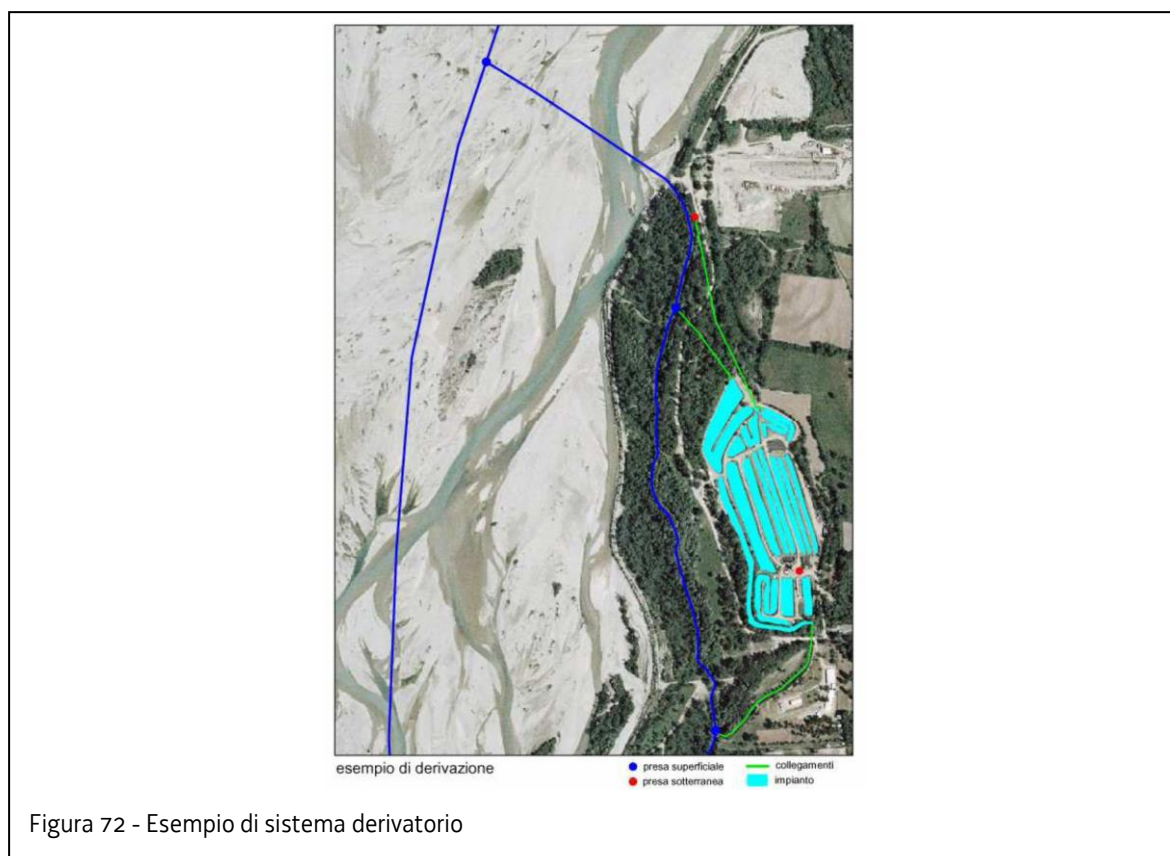 esempio di derivazione
presa superficiale
presa sotterranea
collegamenti
impianto
Figura 72 - Esempio di sistema derivatorio